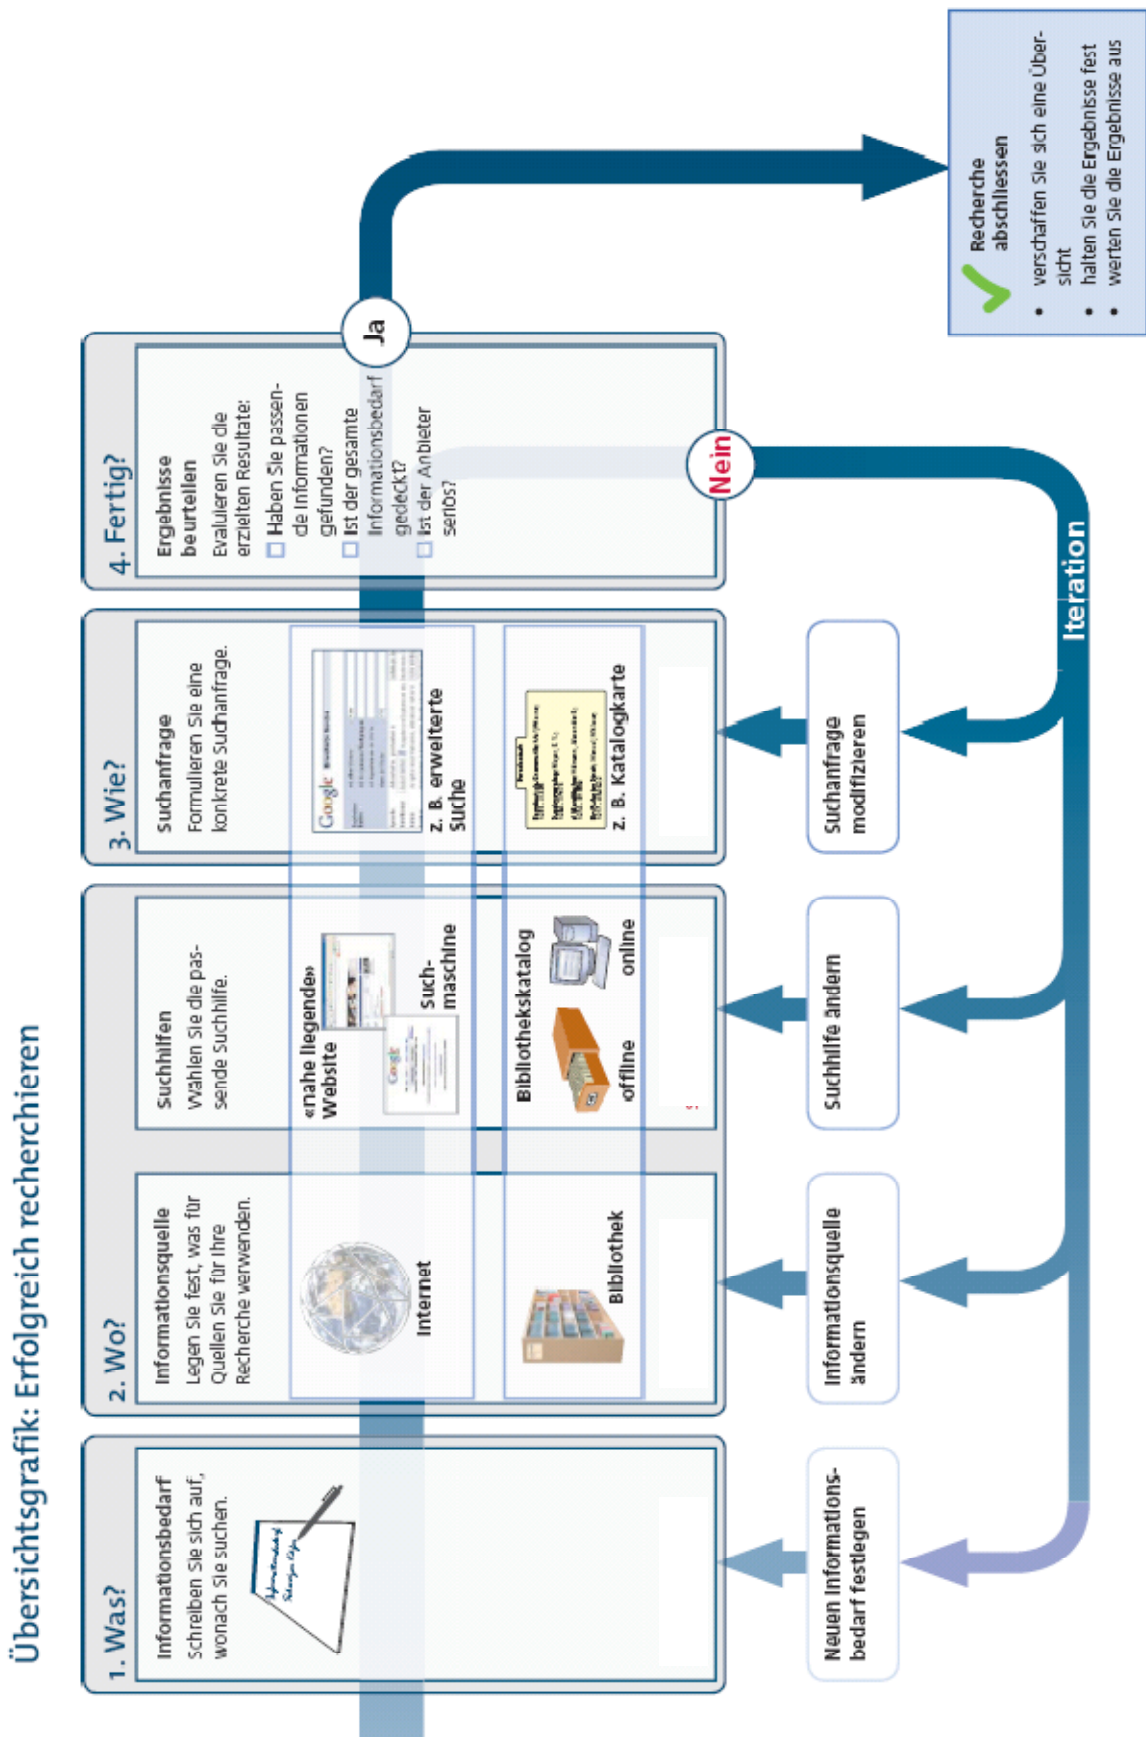 Übersichtsgrafik: Erfolgreich recherchieren
1. Was?
Informationsbedarf
Schreiben Sie sich auf,
wonach Sie suchen.
2. Wo?
Informationsquelle
Legen Sie fest, was für
Quellen Sie für Ihre
Recherche verwenden.
Internet
Bibliothek
Suchhilfen
Wählen Sie die pas-
sende Suchhilfe.
«nahe liegende»
Website
Google
Such-
maschine
Bibliothekskatalog
offline
online
3. Wie?
Suchanfrage
Formulieren Sie eine
konkrete Suchanfrage.
Google
z. B. erweiterte
Suche
z. B. Katalogkarte
4. Fertig?
Ergebnisse
beurteilen
Evaluieren Sie die
erzielten Resultate:
Haben Sie passen-
de Informationen
gefunden?
Ist der gesamte
Informationsbedarf
gedeckt?
Ist der Anbieter
seriös?
Ja
Nein
Neuen Informations-
bedarf festlegen
Informationsquelle
ändern
Suchhilfe ändern
Suchanfrage
modifizieren
Iteration
Recherche
abschliessen
• verschaffen Sie sich eine Über-
sicht
• halten Sie die Ergebnisse fest
• werten Sie die Ergebnisse aus